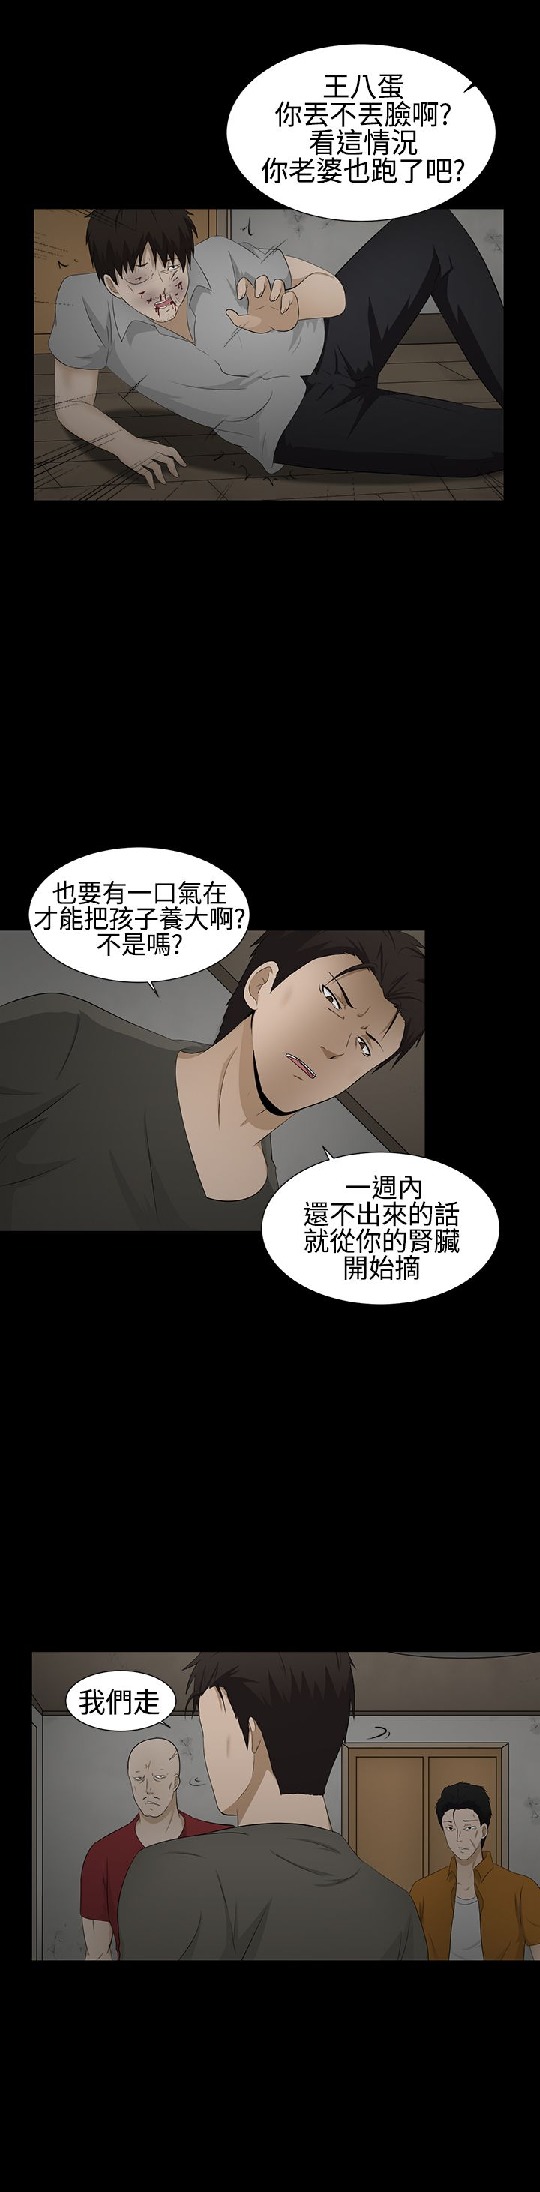 王八蛋
你丟不丟臉啊?
看這情況
你老婆也跑了吧?
也要有一口氣在
才能把孩子養大啊?
不是嗎?
一週內
還不出來的話
就從你的腎臟
開始摘
我們走